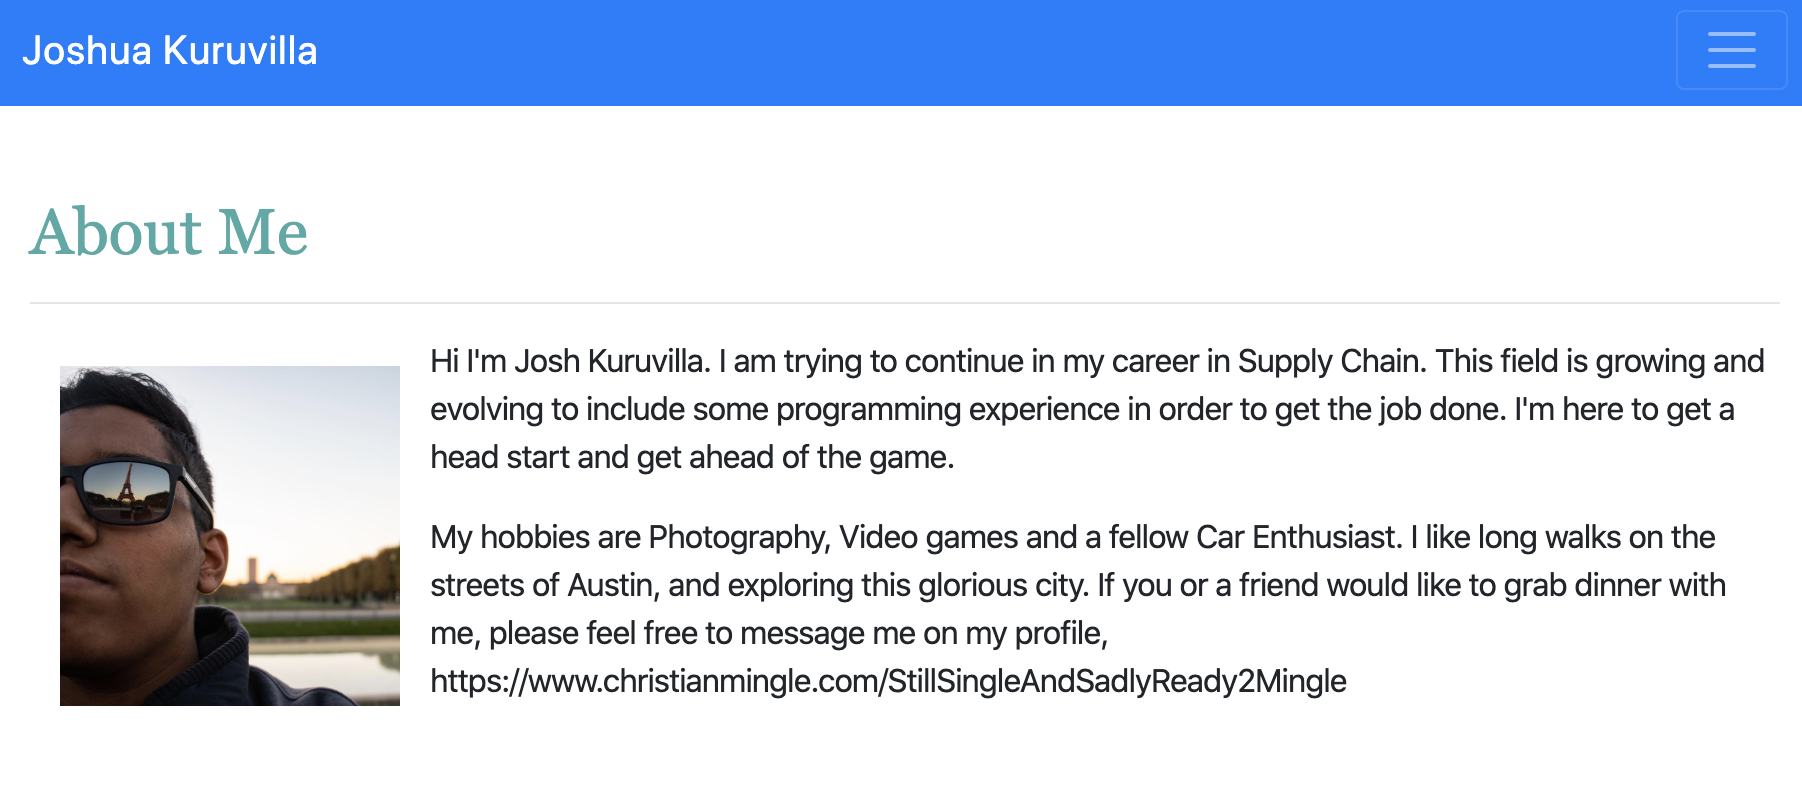 Joshua Kuruvilla
About Me
Hi I'm Josh Kuruvilla. I am trying to continue in my career in Supply Chain. This field is growing and
evolving to include some programming experience in order to get the job done. I'm here to get a
head start and get ahead of the game.
My hobbies are Photography, Video games and a fellow Car Enthusiast. I like long walks on the
streets of Austin, and exploring this glorious city. If you or a friend would like to grab dinner with
me, please feel free to message me on my profile,
https://www.christianmingle.com/StillSingleAndSadlyReady2Mingle